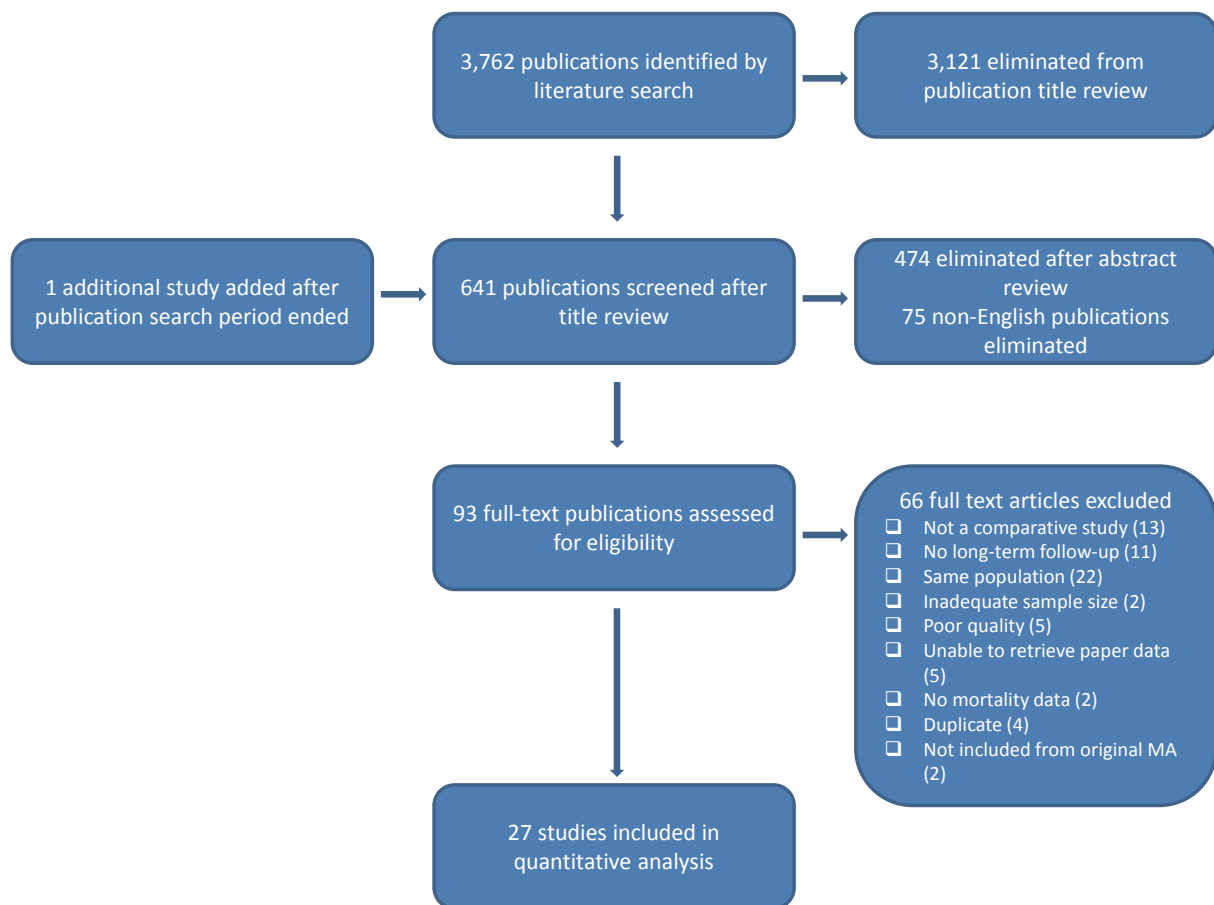 3,762 publications identified by
literature search
3,121 eliminated from
publication title review
1 additional study added after
publication search period ended
641 publications screened after
title review
474 eliminated after abstract
review
75 non-English publications
eliminated
93 full-text publications assessed
for eligibility
66 full text articles excluded
❑ Not a comparative study (13)
❑ No long-term follow-up (11)
❑ Same population (22)
❑ Inadequate sample size (2)
❑ Poor quality (5)
❑ Unable to retrieve paper data
(5)
❑ No mortality data (2)
❑ Duplicate (4)
❑ Not included from original MA
(2)
27 studies included in
quantitative analysis